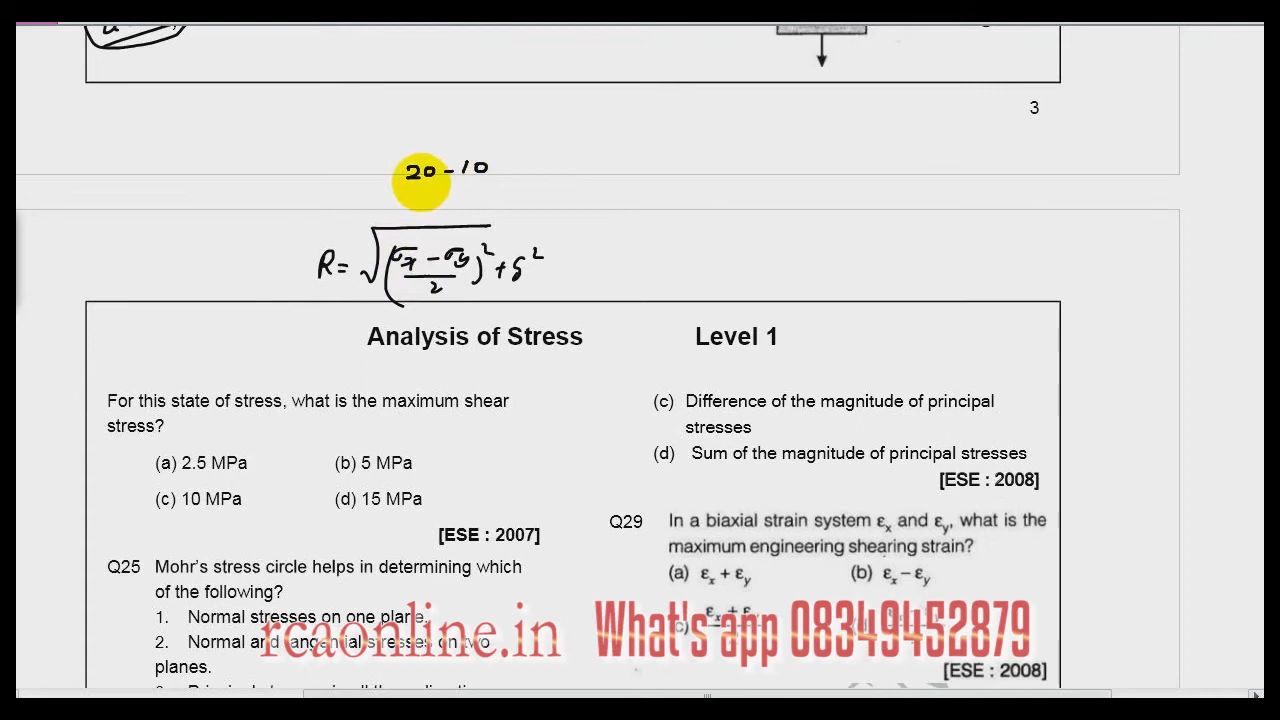 3
20-10
R= √((σx - σy)/2)² + δ²
Analysis of Stress Level 1
For this state of stress, what is the maximum shear
stress?
(a) 2.5 MPa (b) 5 MPa
(c) 10 MPa (d) 15 MPa
[ESE : 2007]
Q25 Mohr's stress circle helps in determining which
of the following?
1. Normal stresses on one plane.
2. Normal and tangential stresses on two
planes.
(c) Difference of the magnitude of principal
stresses
(d) Sum of the magnitude of principal stresses
[ESE : 2008]
Q29 In a biaxial strain system εx and εy, what is the
maximum engineering shearing strain?
(a) εx + εy (b) εx − εy
[ESE : 2008]
rcaonline.in What's app 08349452879